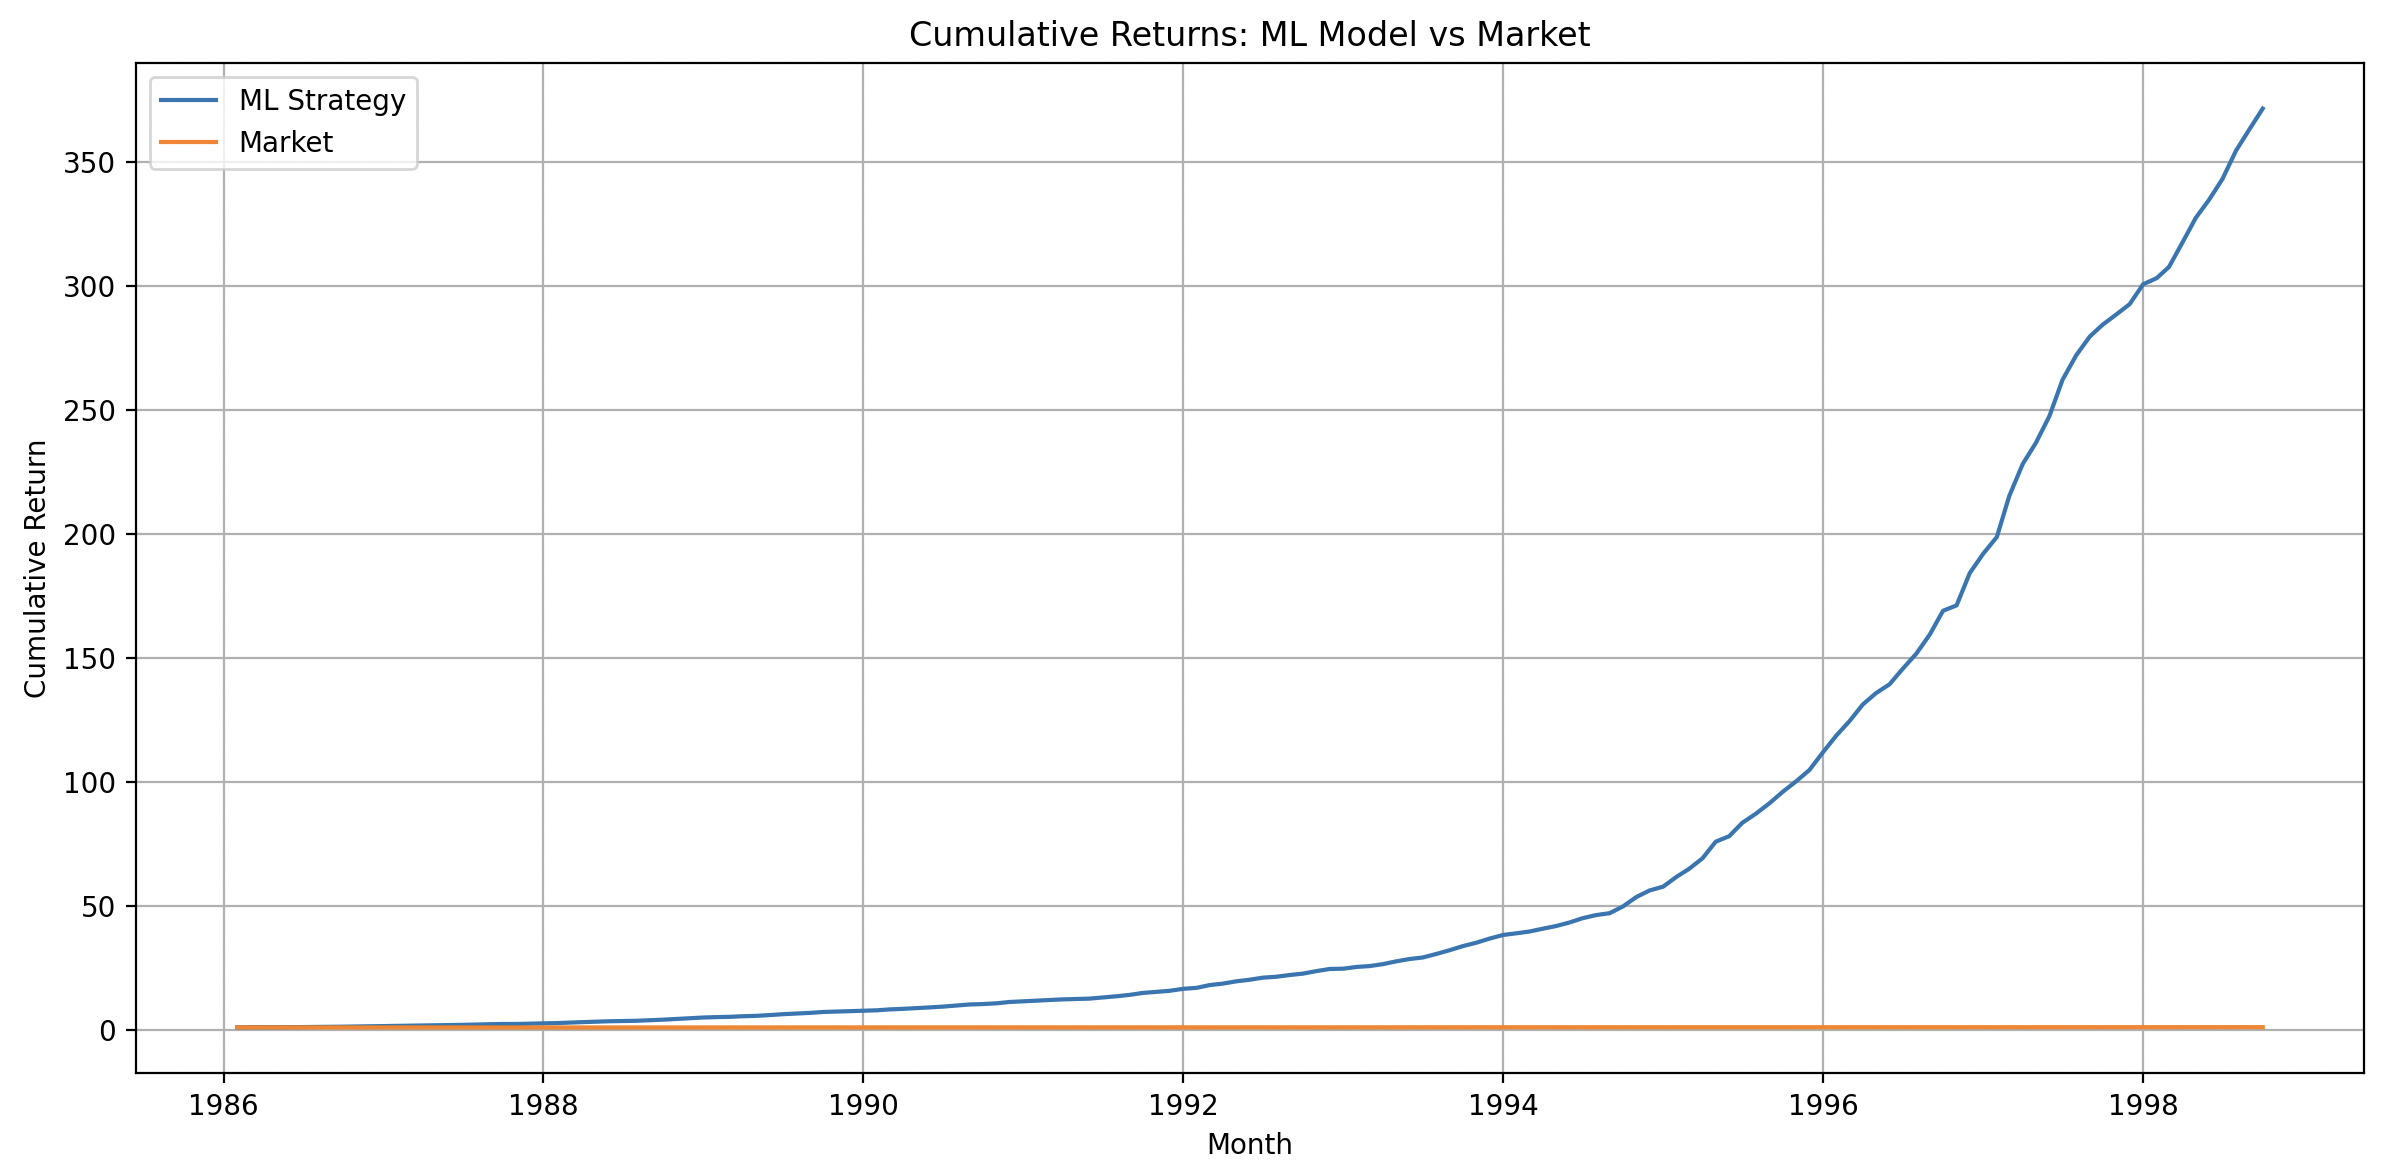 Cumulative Returns: ML Model vs Market
ML Strategy
Market
Cumulative Return
350
300
250
200
150
100
50
0
1986 1988 1990 1992 1994 1996 1998
Month